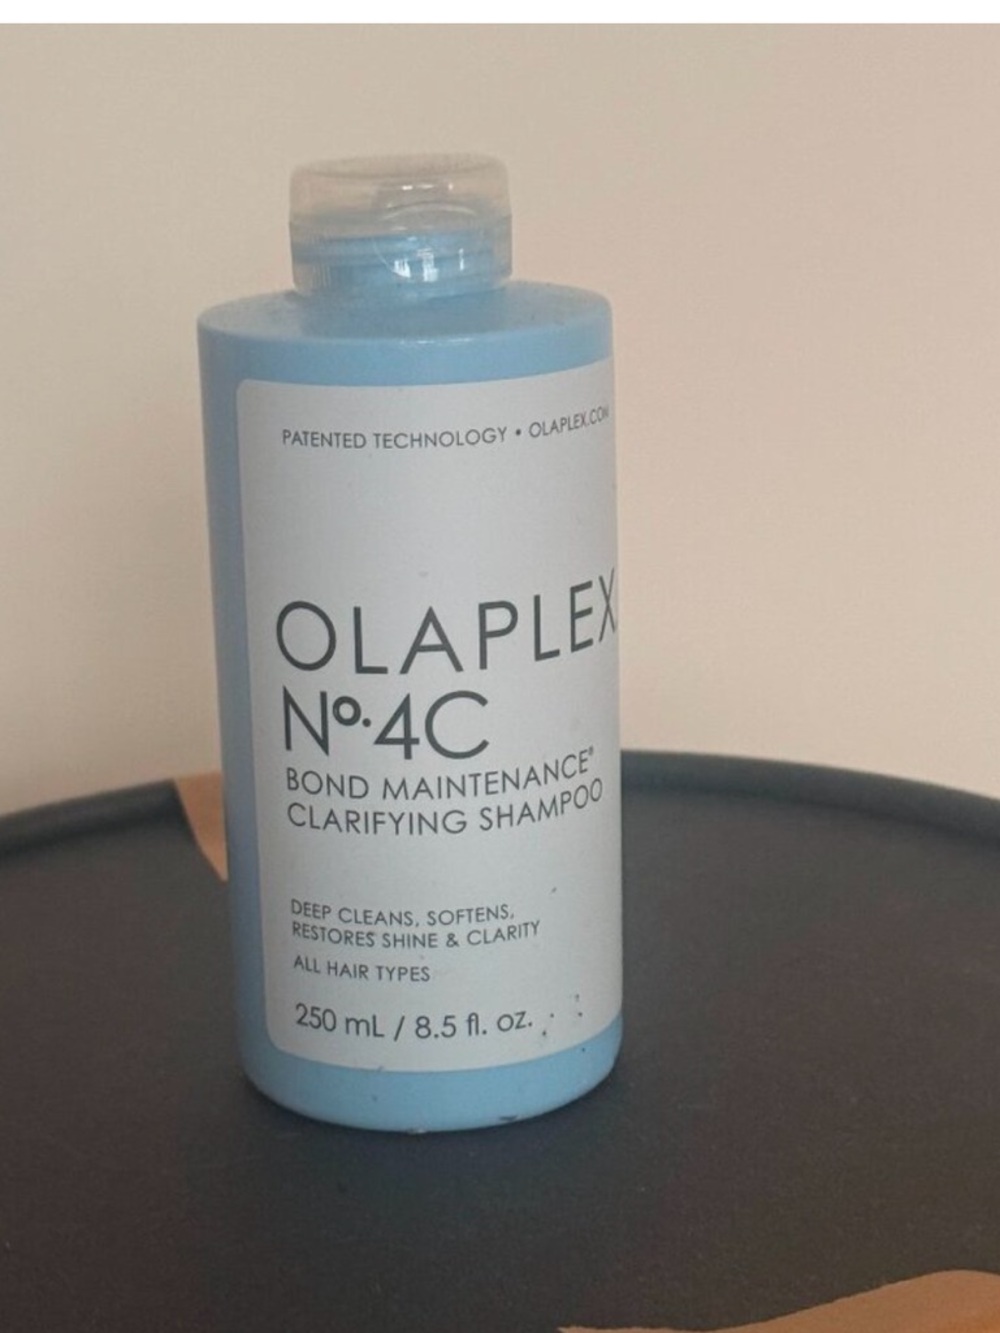 PATENTED TECHNOLOGY • OLAPLEX.COM
OLAPLEX
Nº.4C
BOND MAINTENANCE®
CLARIFYING SHAMPOO
DEEP CLEANS, SOFTENS,
RESTORES SHINE & CLARITY
ALL HAIR TYPES
250 mL / 8.5 fl. oz.